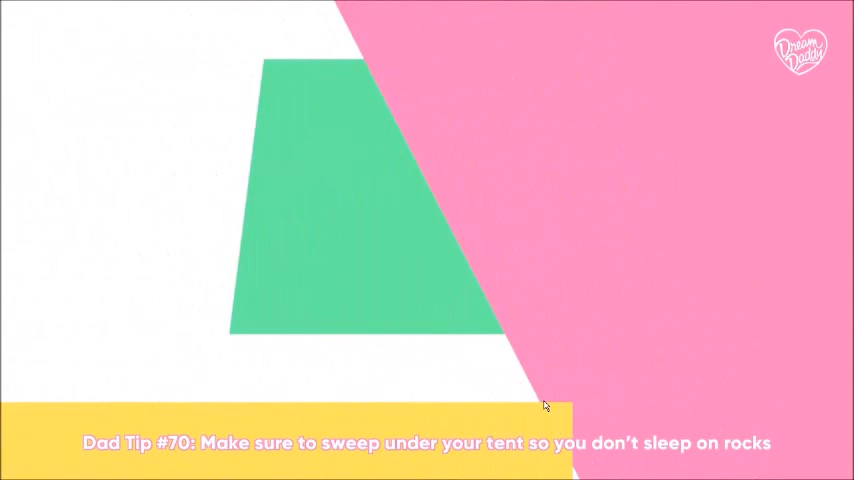 Dream
Daddy
Dad Tip #70: Make sure to sweep under your tent so you don't sleep on rocks